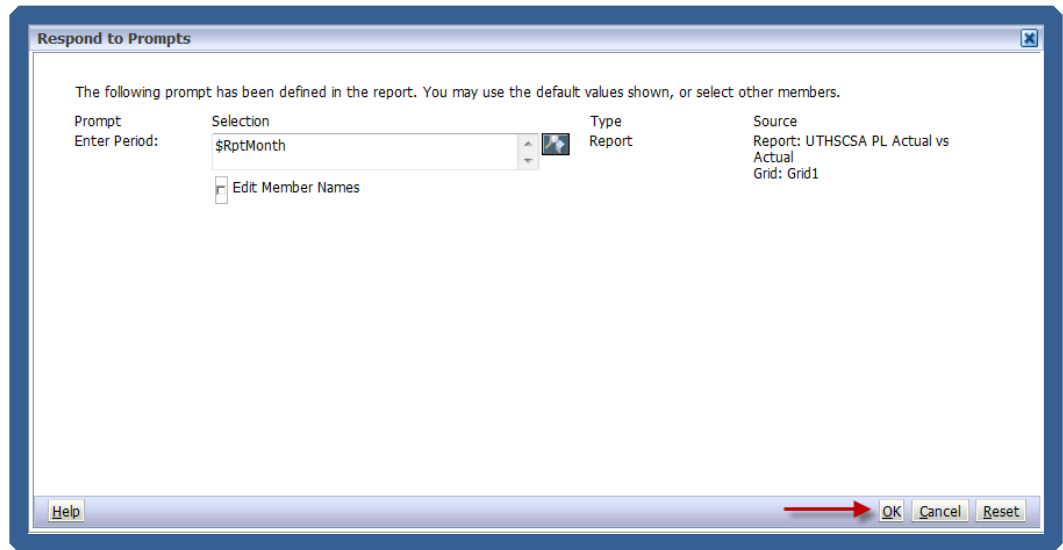 Respond to Prompts
The following prompt has been defined in the report. You may use the default values shown, or select other members.
Prompt Selection Type Source
Enter Period: $RptMonth Report Report: UTHSCSA PL Actual vs
Actual
Grid: Grid1
Edit Member Names
Help OK Cancel Reset